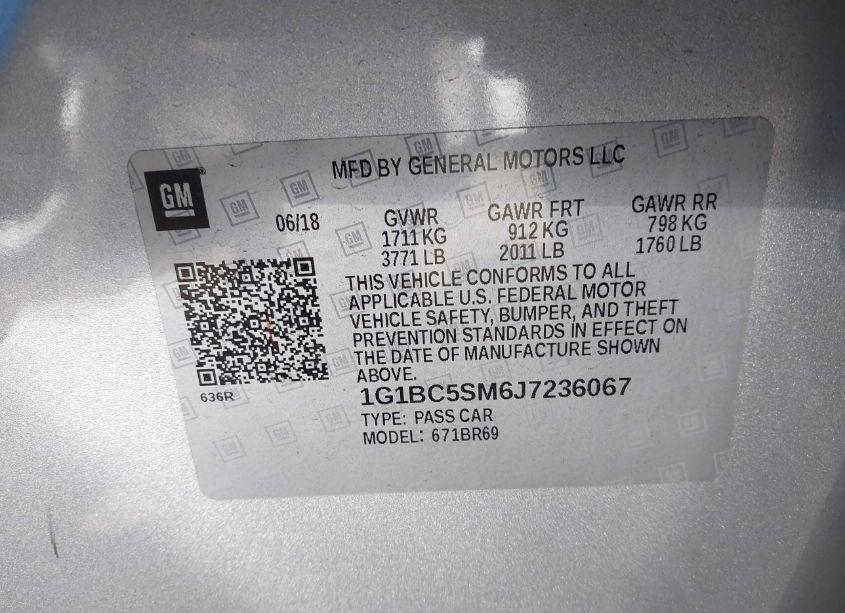 MFD BY GENERAL MOTORS LLC
GM
06/18
GVWR GAWR FRT GAWR RR
1711 KG 912 KG 798 KG
3771 LB 2011 LB 1760 LB
THIS VEHICLE CONFORMS TO ALL
APPLICABLE U.S. FEDERAL MOTOR
VEHICLE SAFETY, BUMPER, AND THEFT
PREVENTION STANDARDS IN EFFECT ON
THE DATE OF MANUFACTURE SHOWN
ABOVE.
636R
1G1BC5SM6J7236067
TYPE: PASS CAR
MODEL: 671BR69